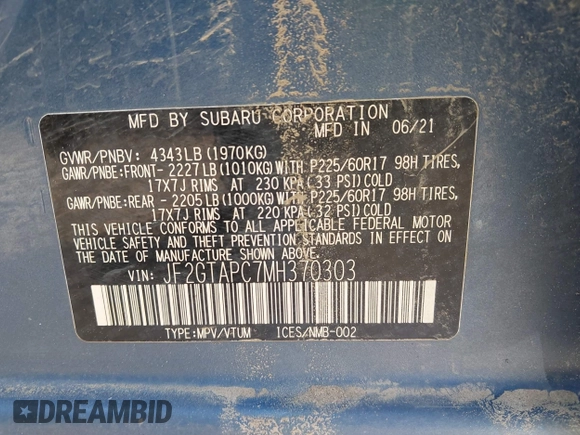 MFD BY SUBARU CORPORATION
MFD IN 06/21
GVWR/PNBV: 4343LB(1970KG)
GAWR/PNBE:FRONT- 2227LB(1010KG)WITH P225/60R17 98H TIRES,
17X7J RIMS AT 230 KPA(33 PSI)COLD
GAWR/PNBE:REAR - 2205LB(1000KG)WITH P225/60R17 98H TIRES,
17X7J RIMS AT 220 KPA(32 PSI)COLD
THIS VEHICLE CONFORMS TO ALL APPLICABLE FEDERAL MOTOR
VEHICLE SAFETY AND THEFT PREVENTION STANDARDS IN EFFECT ON
THE DATE OF MANUFACTURE SHOWN ABOVE.
VIN: JF2GTAPC7MH370303
TYPE:MPV/VTUM ICES/NMB-002
DREAMBID